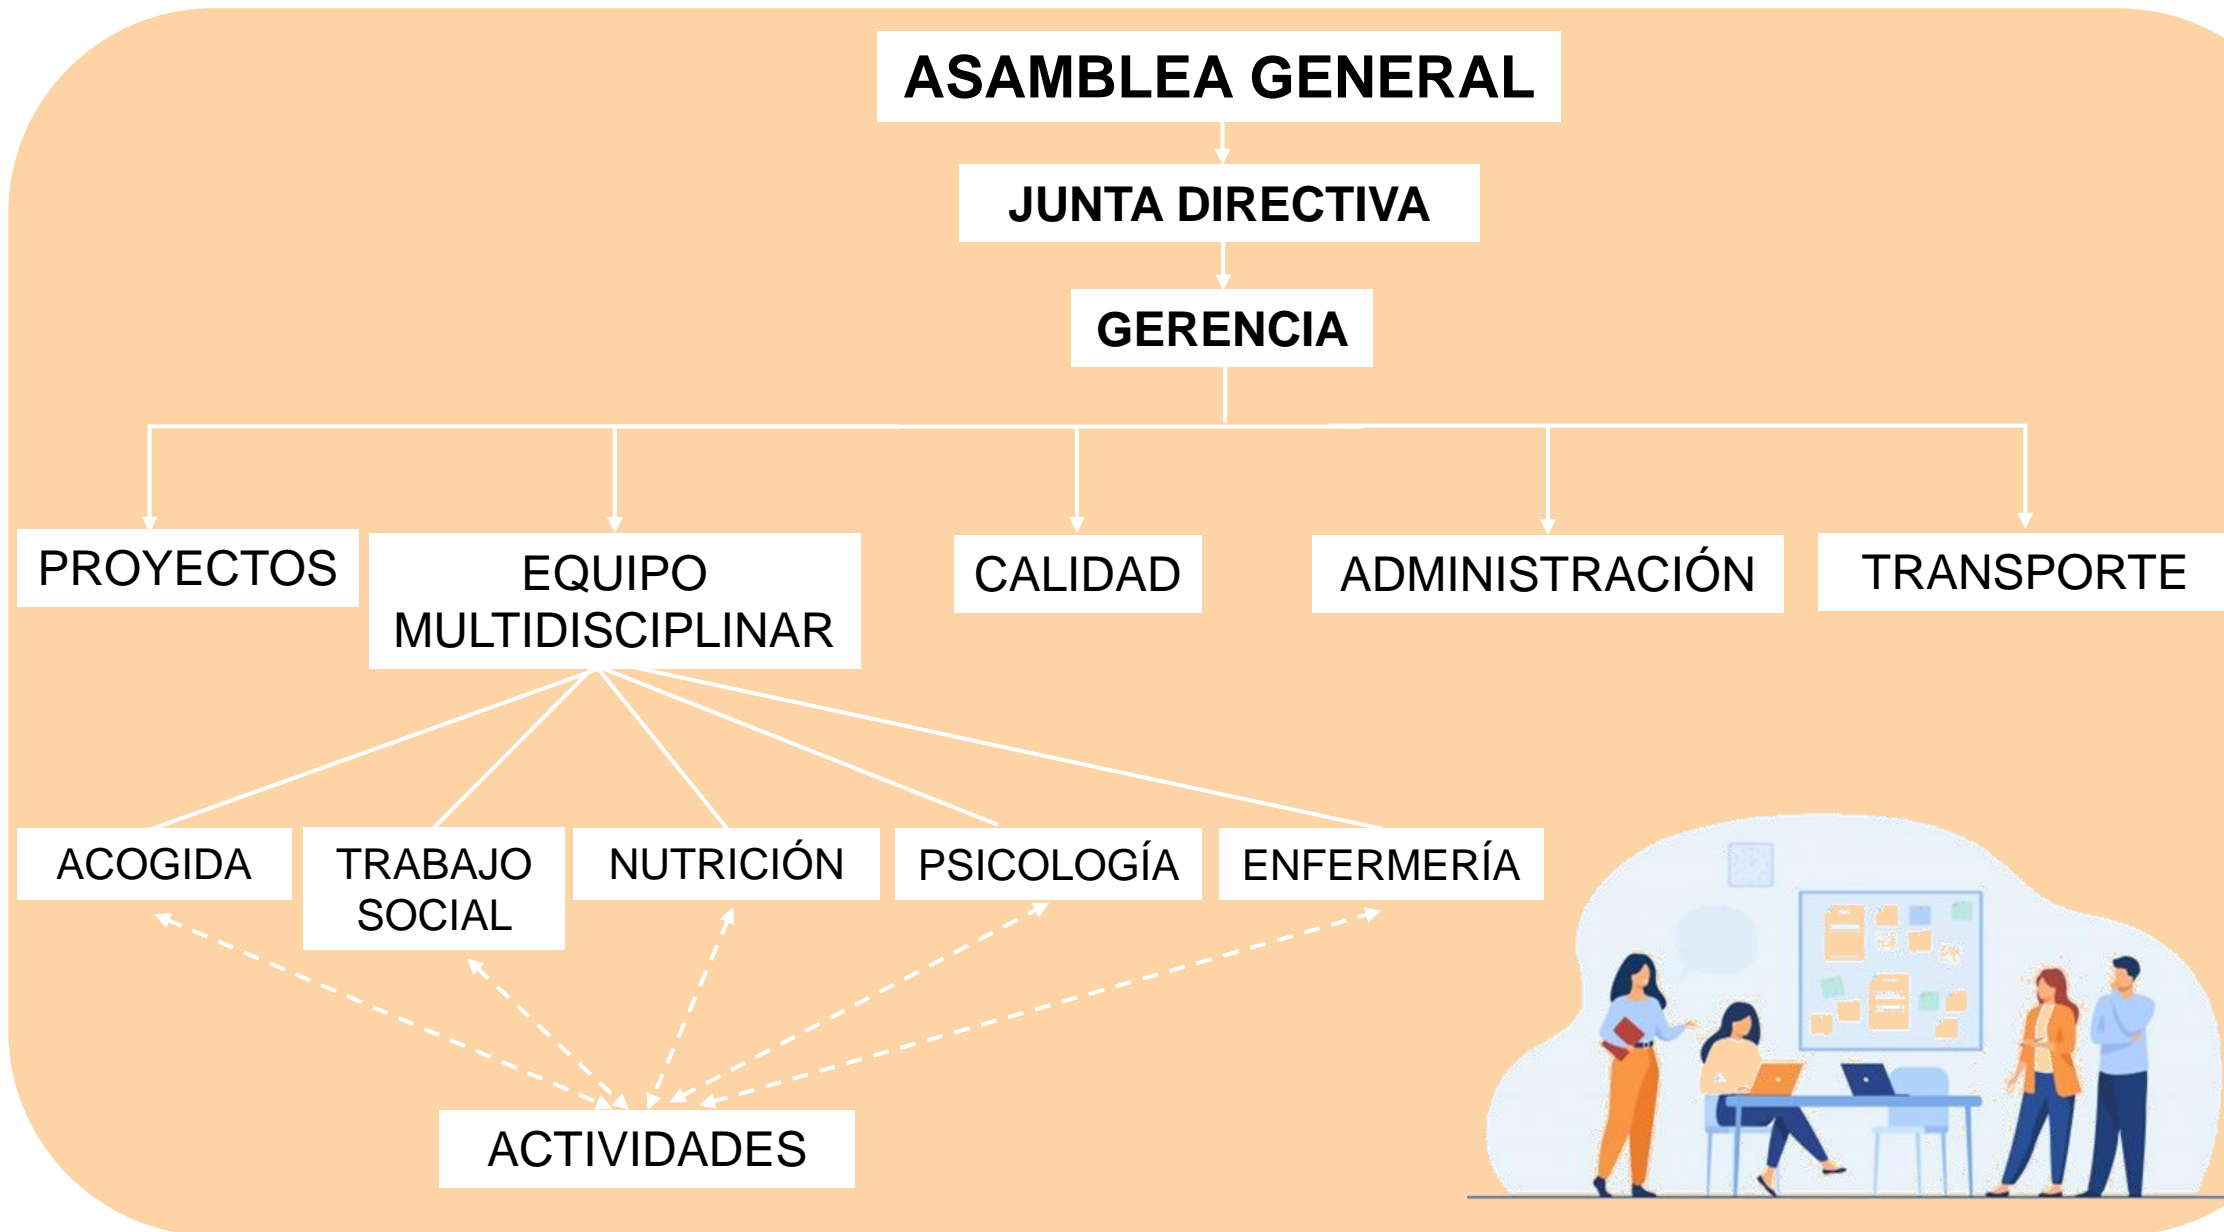 ASAMBLEA GENERAL
JUNTA DIRECTIVA
GERENCIA
PROYECTOS
EQUIPO
MULTIDISCIPLINAR
CALIDAD
ADMINISTRACIÓN
TRANSPORTE
ACOGIDA
TRABAJO
SOCIAL
NUTRICIÓN
PSICOLOGÍA
ENFERMERÍA
ACTIVIDADES